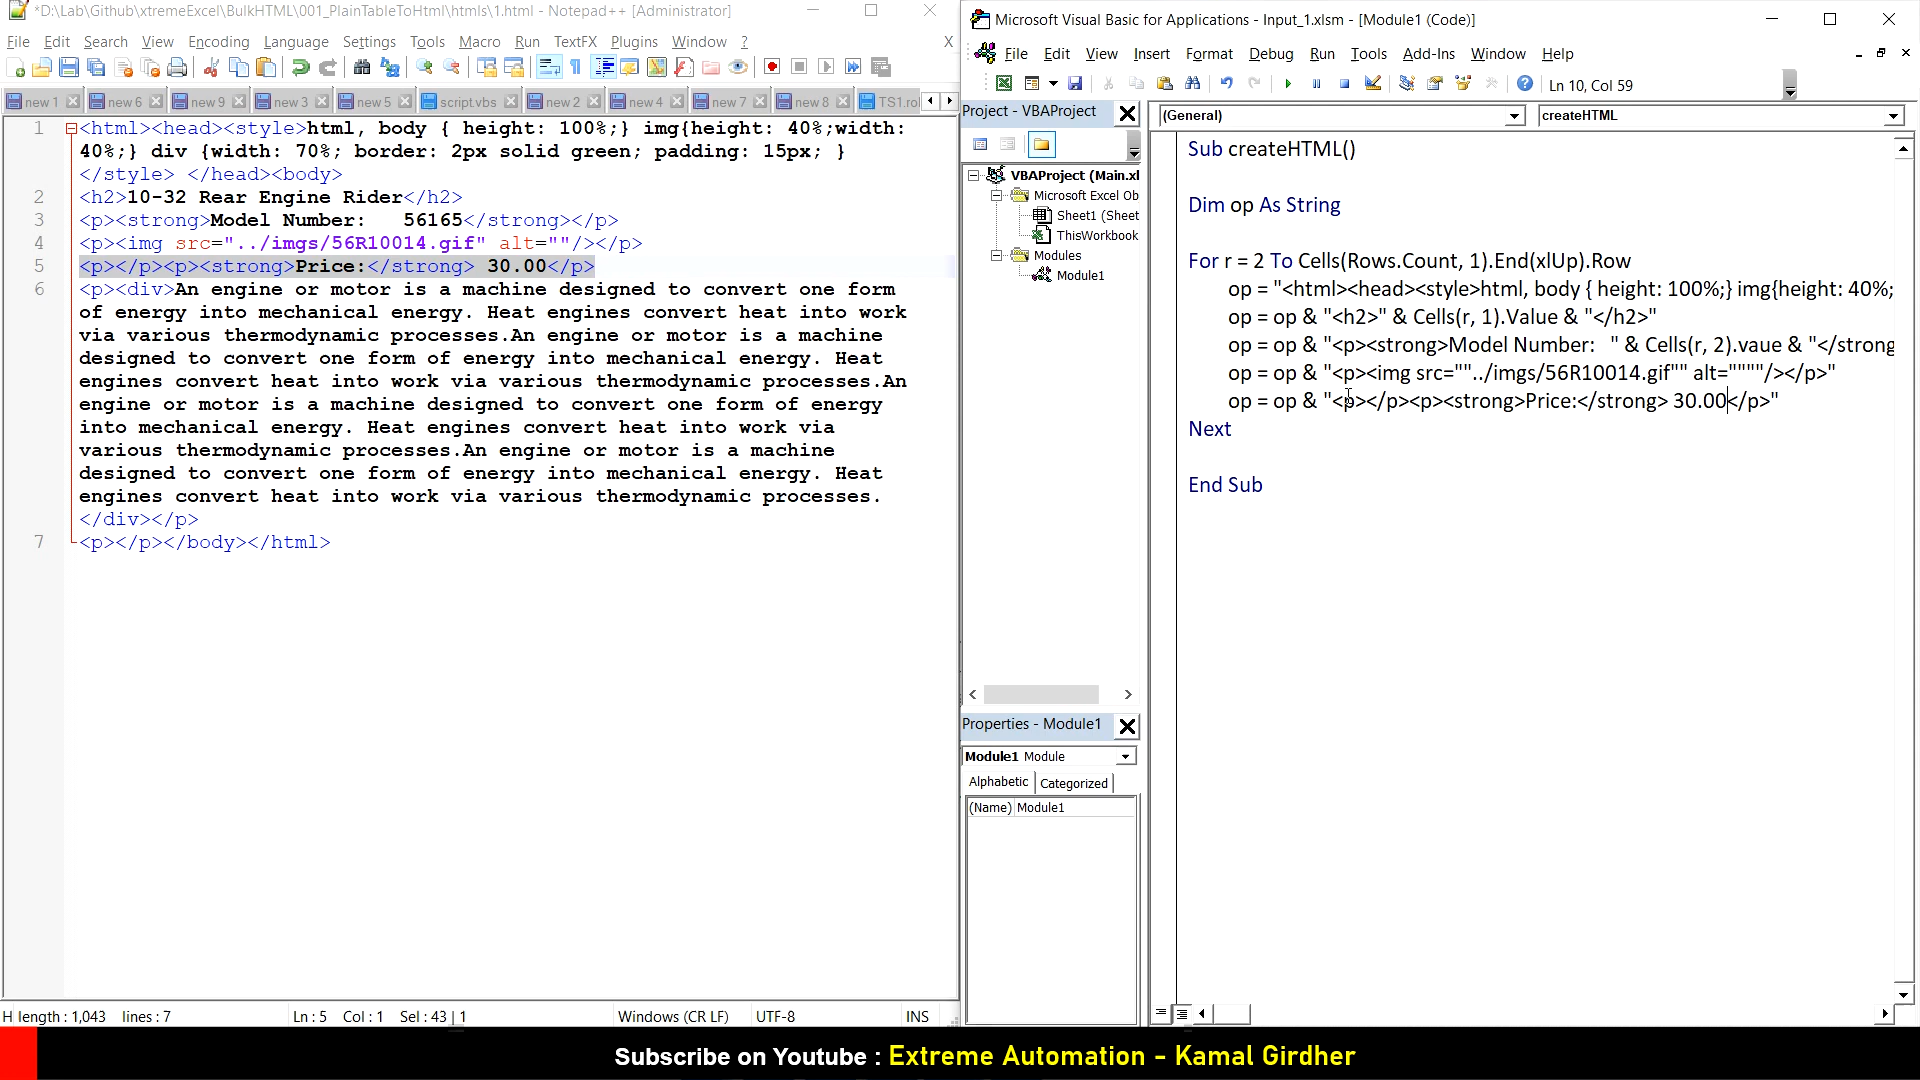 *D:\Lab\Github\xtremeExcel\BulkHTML\001_PlainTableToHtml\htmls\1.html - Notepad++ [Administrator]
File Edit Search View Encoding Language Settings Tools Macro Run TextFX Plugins Window ? X
new 1 new 6 new 9 new 3 new 5 script.vbs new 2 new 4 new 7 new 8 TS1.rol
1 <html><head><style>html, body { height: 100%;} img{height: 40%;width:
40%;} div {width: 70%; border: 2px solid green; padding: 15px; }
</style> </head><body>
2 <h2>10-32 Rear Engine Rider</h2>
3 <p><strong>Model Number:   56165</strong></p>
4 <p><img src="../imgs/56R10014.gif" alt=""/></p>
5 <p></p><p><strong>Price:</strong> 30.00</p>
6 <p><div>An engine or motor is a machine designed to convert one form
of energy into mechanical energy. Heat engines convert heat into work
via various thermodynamic processes.An engine or motor is a machine
designed to convert one form of energy into mechanical energy. Heat
engines convert heat into work via various thermodynamic processes.An
engine or motor is a machine designed to convert one form of energy
into mechanical energy. Heat engines convert heat into work via
various thermodynamic processes.An engine or motor is a machine
designed to convert one form of energy into mechanical energy. Heat
engines convert heat into work via various thermodynamic processes.
</div></p>
7 <p></p></body></html>
H length : 1,043 lines : 7 Ln : 5 Col : 1 Sel : 43 | 1 Windows (CR LF) UTF-8 INS
Microsoft Visual Basic for Applications - Input_1.xlsm - [Module1 (Code)]
File Edit View Insert Format Debug Run Tools Add-Ins Window Help
Ln 10, Col 59
Project - VBAProject
VBAProject (Main.xl
Microsoft Excel Ob
Sheet1 (Sheet
ThisWorkbook
Modules
Module1
Properties - Module1
Module1 Module
Alphabetic Categorized
(Name) Module1
(General) createHTML
Sub createHTML()
Dim op As String
For r = 2 To Cells(Rows.Count, 1).End(xlUp).Row
op = "<html><head><style>html, body { height: 100%;} img{height: 40%;
op = op & "<h2>" & Cells(r, 1).Value & "</h2>"
op = op & "<p><strong>Model Number:   " & Cells(r, 2).vaue & "</strong
op = op & "<p><img src=""../imgs/56R10014.gif"" alt=""""/></p>"
op = op & "<p></p><p><strong>Price:</strong> 30.00</p>"
Next
End Sub
Subscribe on Youtube : Extreme Automation - Kamal Girdher